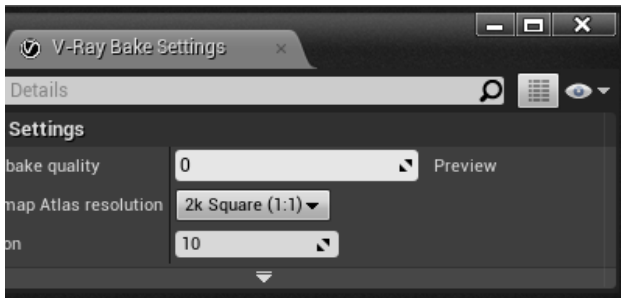 V-Ray Bake Settings
Details
Settings
bake quality 0 Preview
map Atlas resolution 2k Square (1:1)
on 10